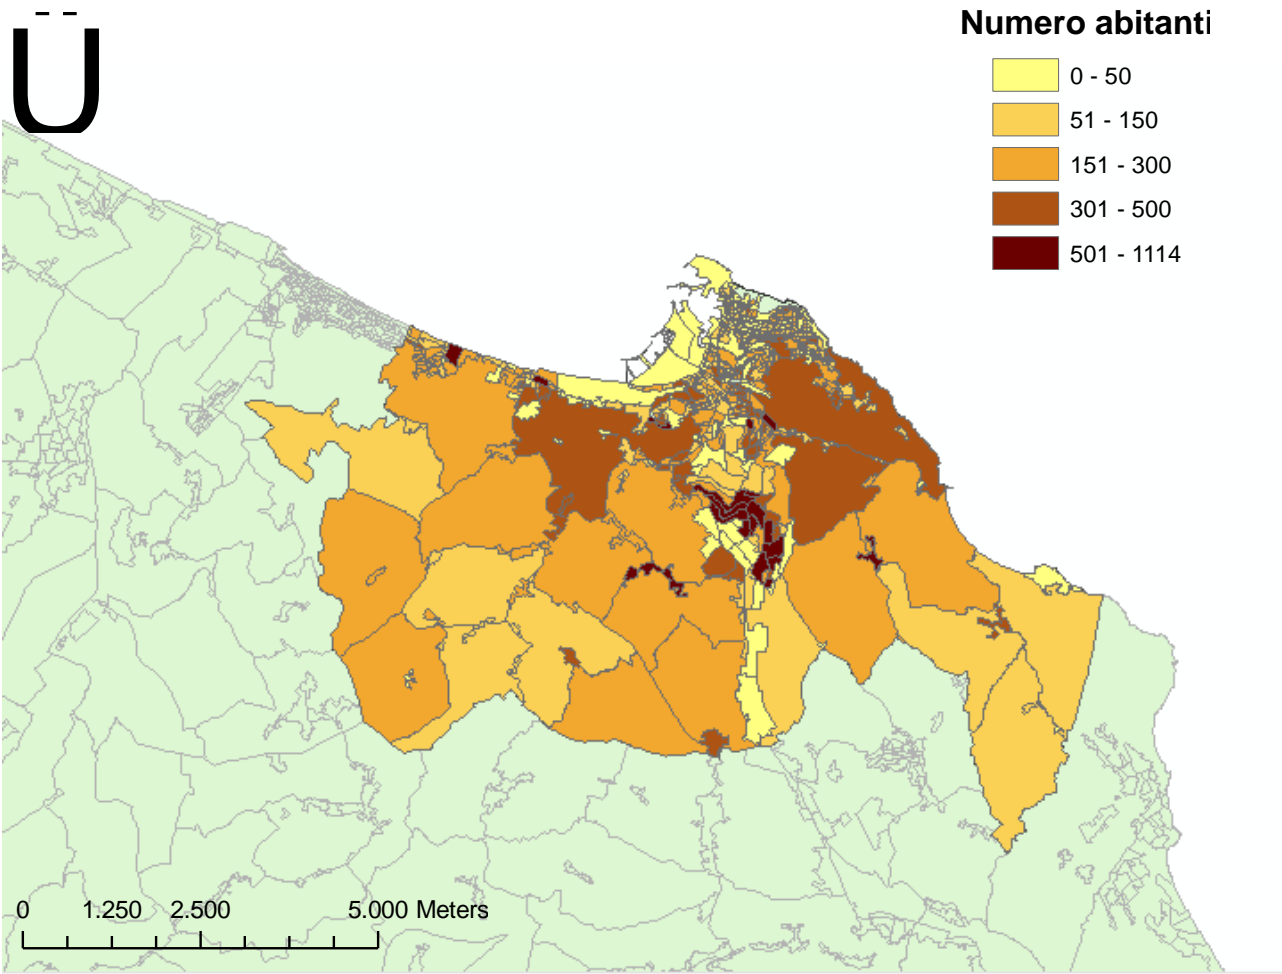 Ü
Numero abitanti
0 - 50
51 - 150
151 - 300
301 - 500
501 - 1114
0 1.250 2.500 5.000 Meters